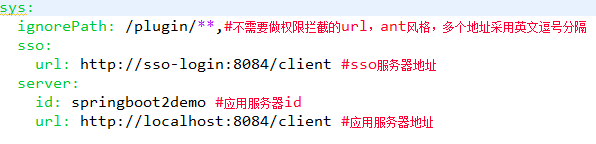 sys:
  ignorePath: /plugin/**,#不需要做权限拦截的url，ant风格，多个地址采用英文逗号分隔
  sso:
    url: http://sso-login:8084/client #sso服务器地址
  server:
    id: springboot2demo #应用服务器id
    url: http://localhost:8084/client #应用服务器地址